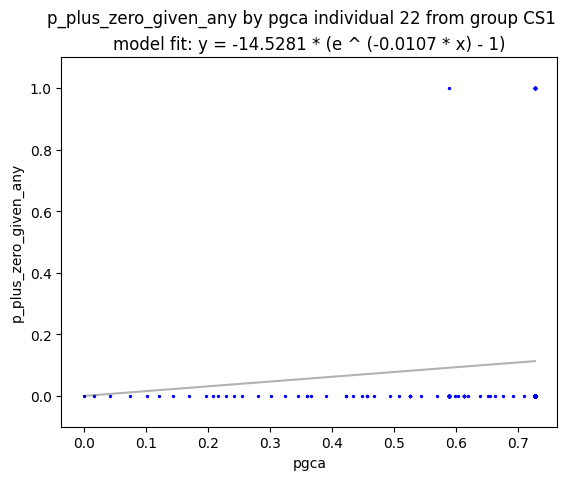 p_plus_zero_given_any by pgca individual 22 from group CS1
model fit: y = -14.5281 * (e ^ (-0.0107 * x) - 1)
1.0
0.8
0.6
0.4
0.2
0.0
p_plus_zero_given_any
0.0 0.1 0.2 0.3 0.4 0.5 0.6 0.7
pgca